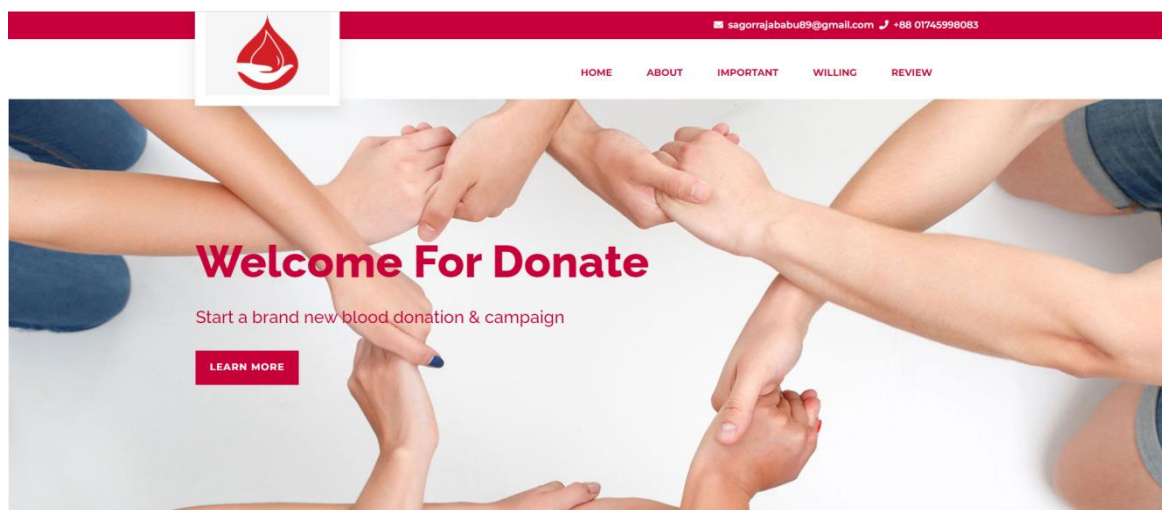 sagorrajababu89@gmail.com +88 01745998083
HOME ABOUT IMPORTANT WILLING REVIEW
Welcome For Donate
Start a brand new blood donation & campaign
LEARN MORE